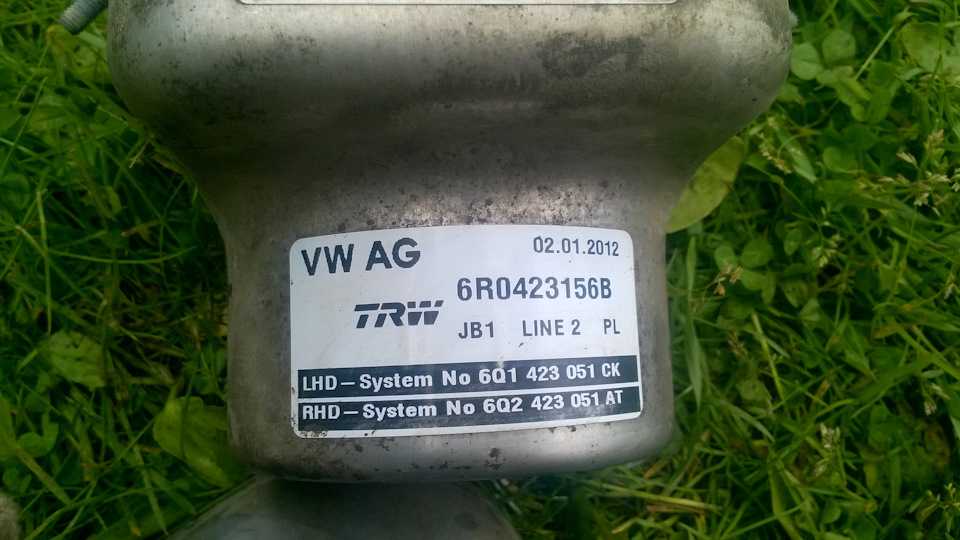 VW AG 02.01.2012
TRW 6R0423156B
JB1 LINE 2 PL
LHD – System No 6Q1 423 051 CK
RHD – System No 6Q2 423 051 AT